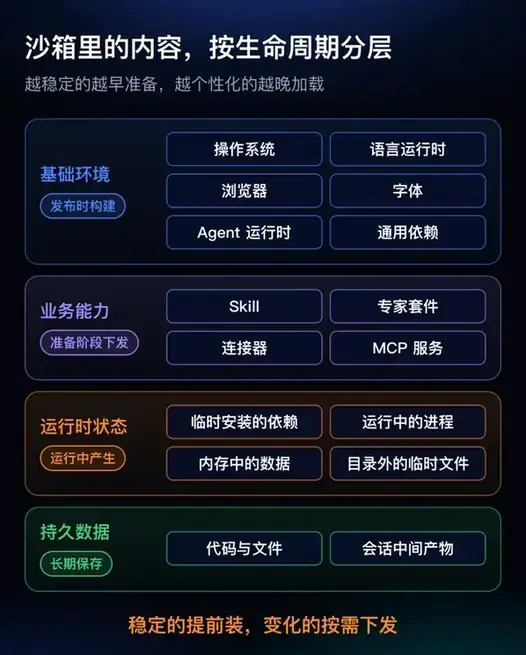 沙箱里的内容，按生命周期分层
越稳定的越早准备，越个性化的越晚加载
基础环境
发布时构建
操作系统
语言运行时
浏览器
字体
Agent 运行时
通用依赖
业务能力
准备阶段下发
Skill
专家套件
连接器
MCP 服务
运行时状态
运行中产生
临时安装的依赖
运行中的进程
内存中的数据
目录外的临时文件
持久数据
长期保存
代码与文件
会话中间产物
稳定的提前装，变化的按需下发